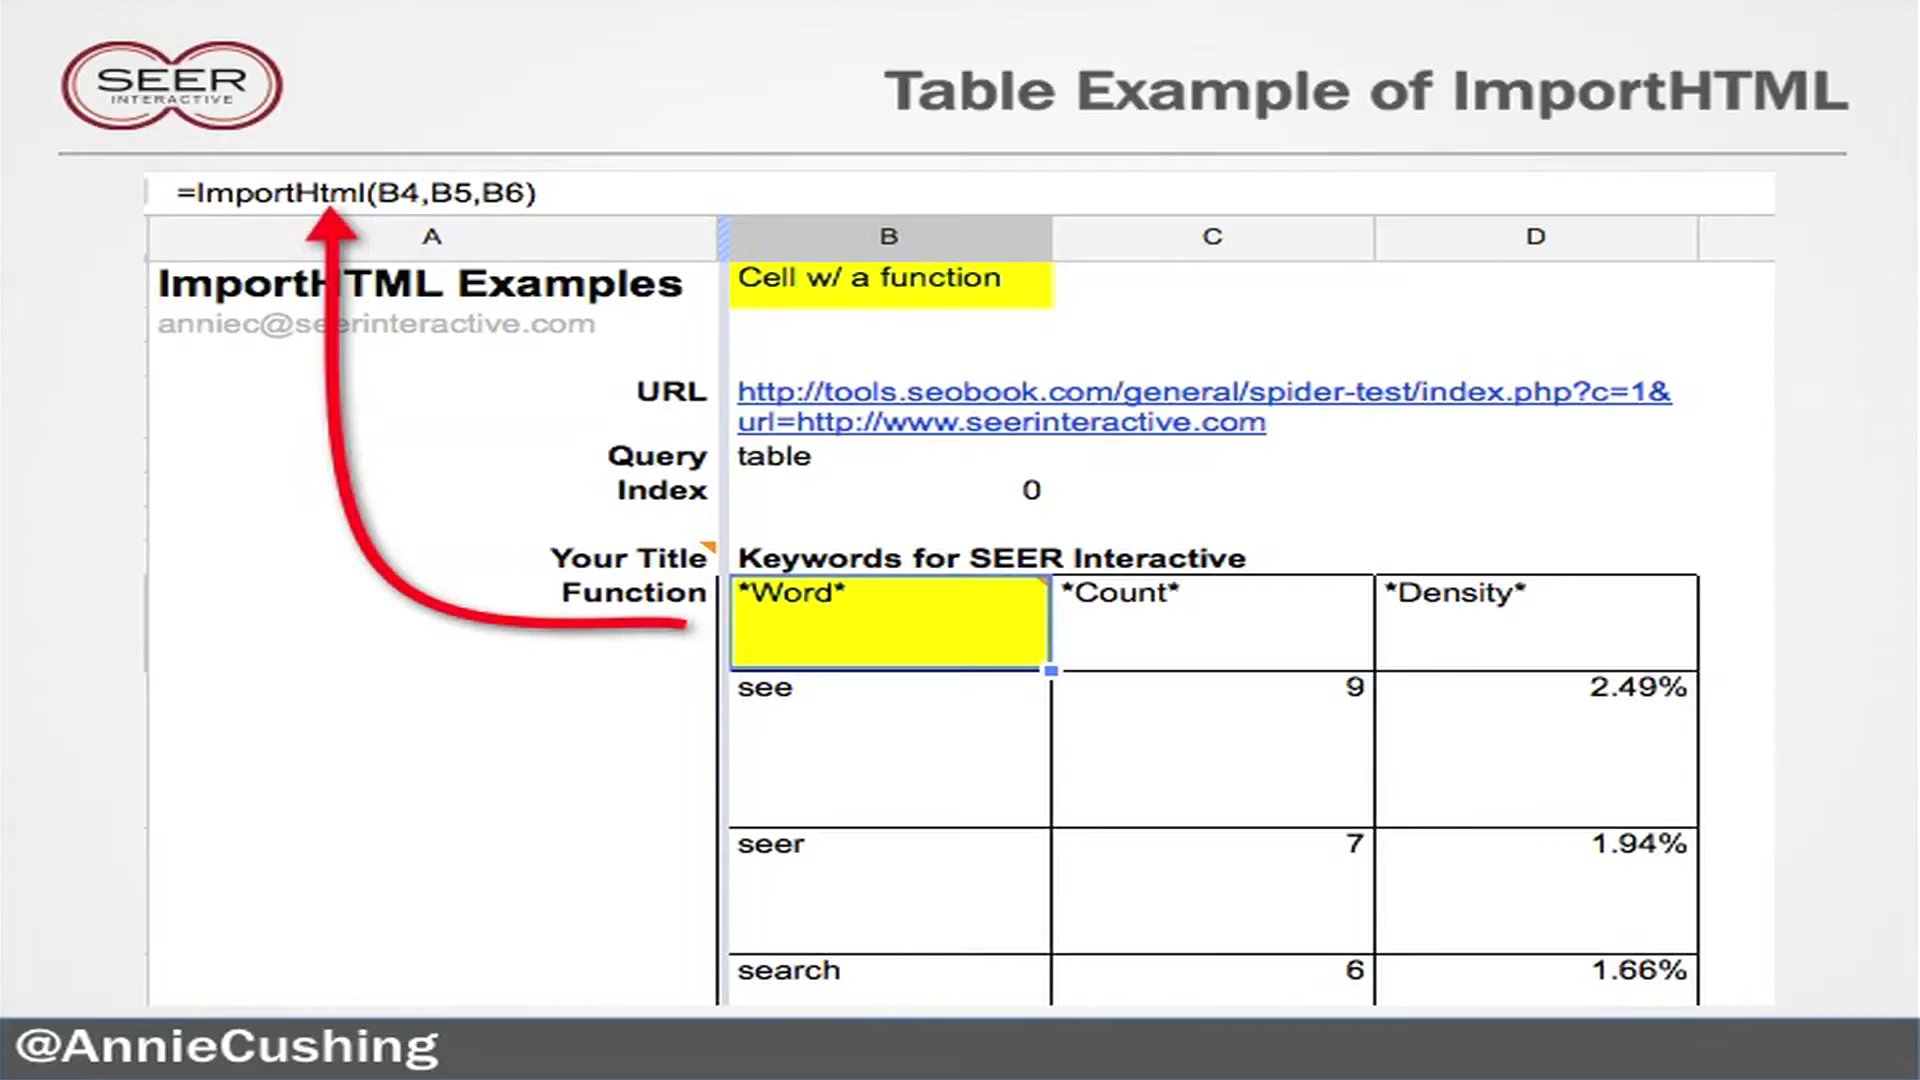 SEER
INTERACTIVE
Table Example of ImportHTML
=ImportHtml(B4,B5,B6)
A B C D
ImportHTML Examples Cell w/ a function
anniec@seerinteractive.com
URL http://tools.seobook.com/general/spider-test/index.php?c=1&
url=http://www.seerinteractive.com
Query table
Index 0
Your Title Keywords for SEER Interactive
Function *Word* *Count* *Density*
see 9 2.49%
seer 7 1.94%
search 6 1.66%
@AnnieCushing